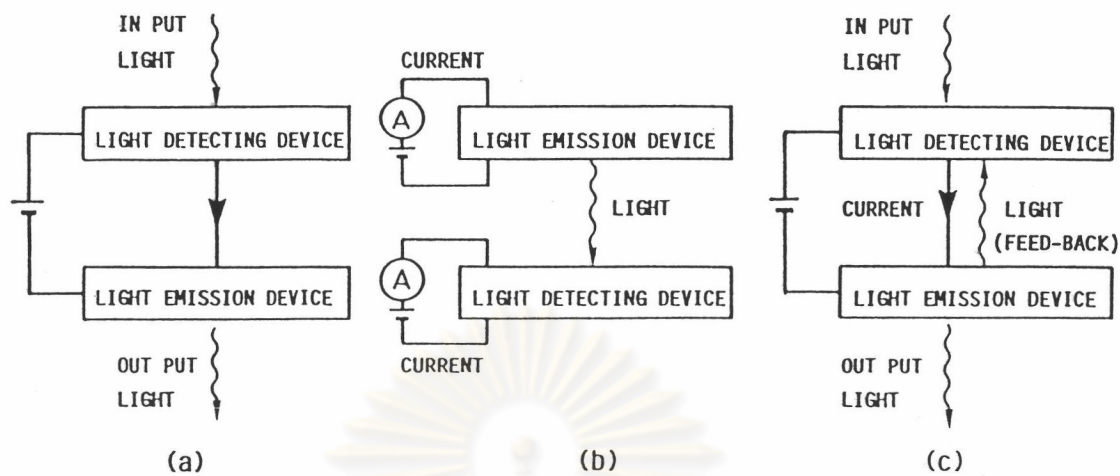 IN PUT
LIGHT
LIGHT DETECTING DEVICE
LIGHT EMISSION DEVICE
OUT PUT
LIGHT
(a)
CURRENT
A
LIGHT EMISSION DEVICE
LIGHT
A
LIGHT DETECTING DEVICE
CURRENT
(b)
IN PUT
LIGHT
LIGHT DETECTING DEVICE
CURRENT
LIGHT
(FEED-BACK)
LIGHT EMISSION DEVICE
OUT PUT
LIGHT
(c)